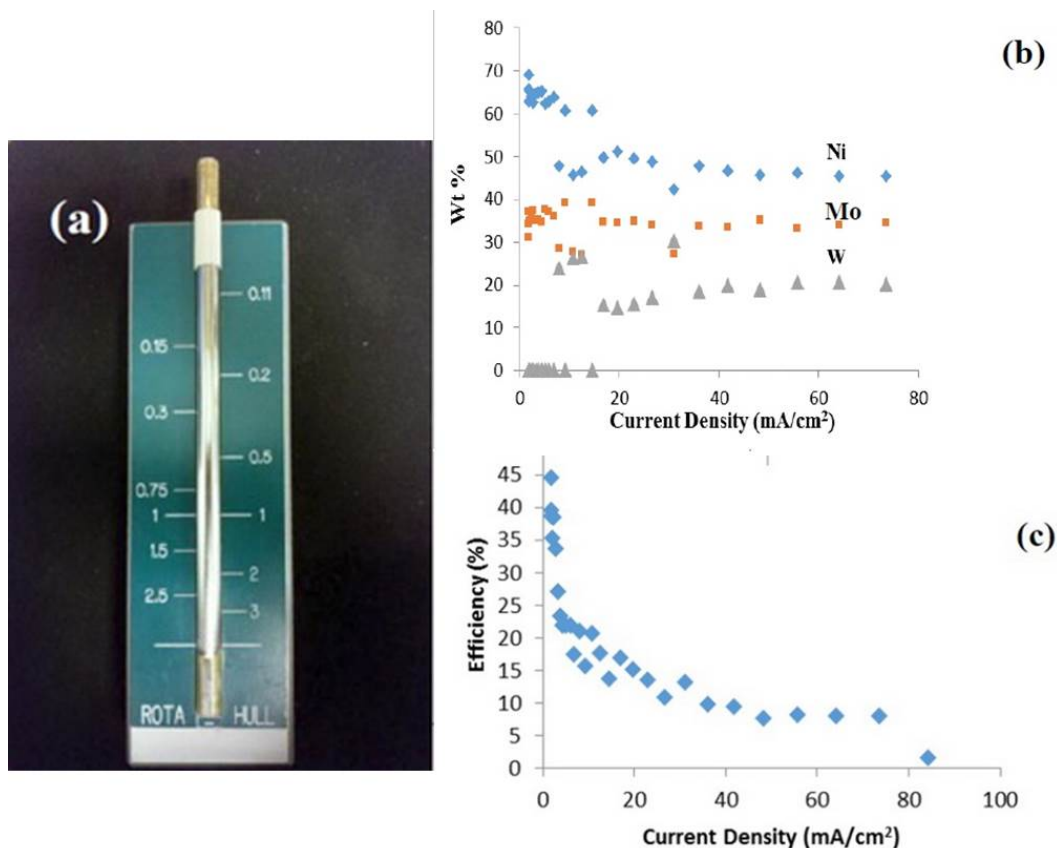 (a)
0.11
0.15
0.2
0.3
0.5
0.75
1 1
1.5
2
2.5
3
ROTA HULL
(b)
80
70
60
50
40
30
20
10
0
Wt %
Ni
Mo
W
0 20 40 60 80
Current Density (mA/cm²)
(c)
45
40
35
30
25
20
15
10
5
0
Efficiency (%)
0 20 40 60 80 100
Current Density (mA/cm²)